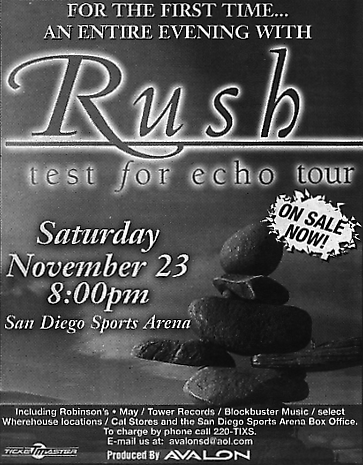 FOR THE FIRST TIME...
AN ENTIRE EVENING WITH
Rush
test for echo tour
ON SALE
NOW!
Saturday
November 23
8:00pm
San Diego Sports Arena
Including Robinson's • May / Tower Records / Blockbuster Music / select
Wherehouse locations / Cal Stores and the San Diego Sports Arena Box Office.
To charge by phone call 220-TIXS.
E-mail us at: avalonsd@aol.com
TICKETMASTER
Produced By AVALON